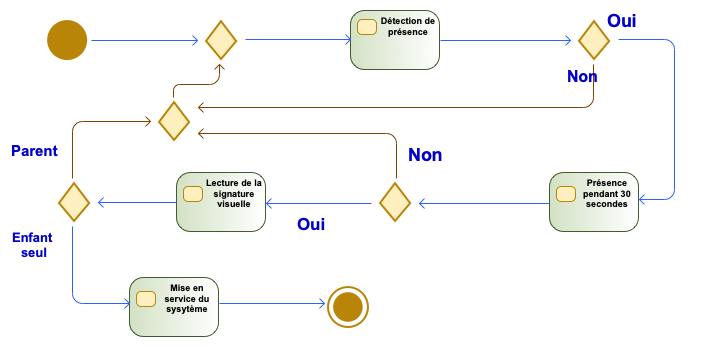 Oui
Détection de
présence
Non
Parent
Non
Lecture de la
signature
visuelle
Présence
pendant 30
secondes
Oui
Enfant
seul
Mise en
service du
sysytème